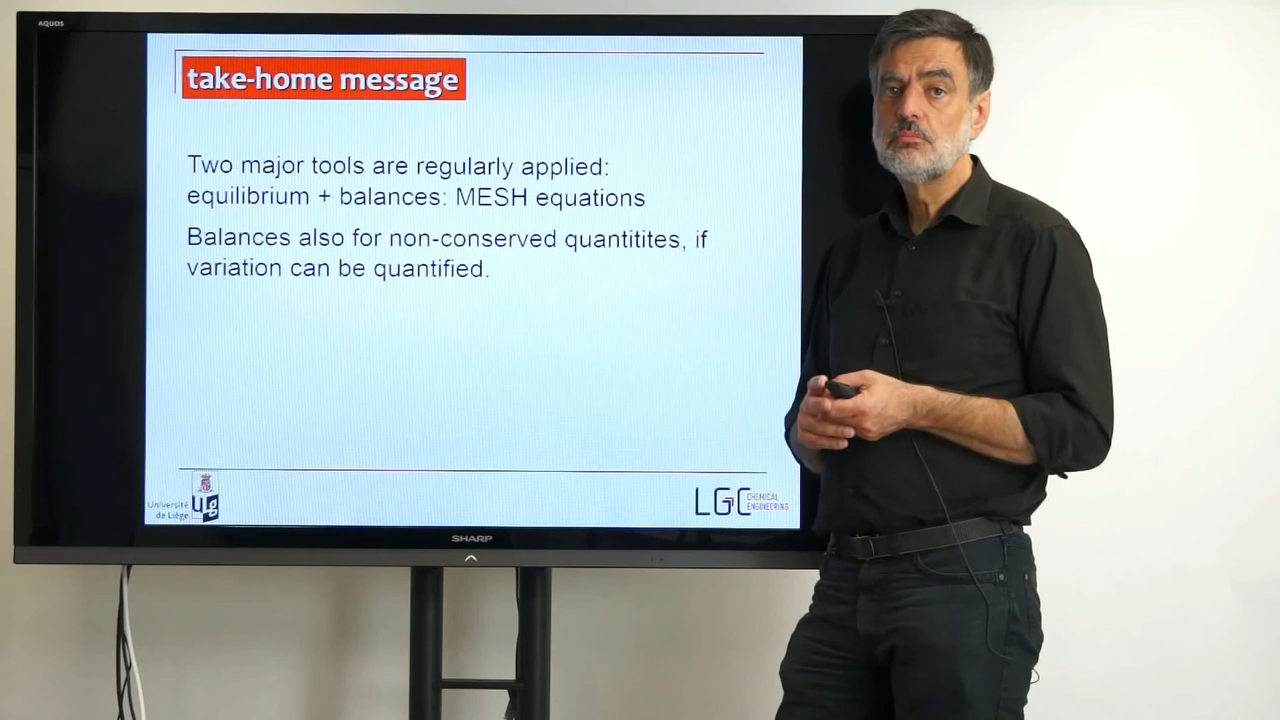 AQUOS
take-home message
Two major tools are regularly applied:
equilibrium + balances: MESH equations
Balances also for non-conserved quantitites, if
variation can be quantified.
Université
de Liège
LGC
CHEMICAL
ENGINEERING
SHARP